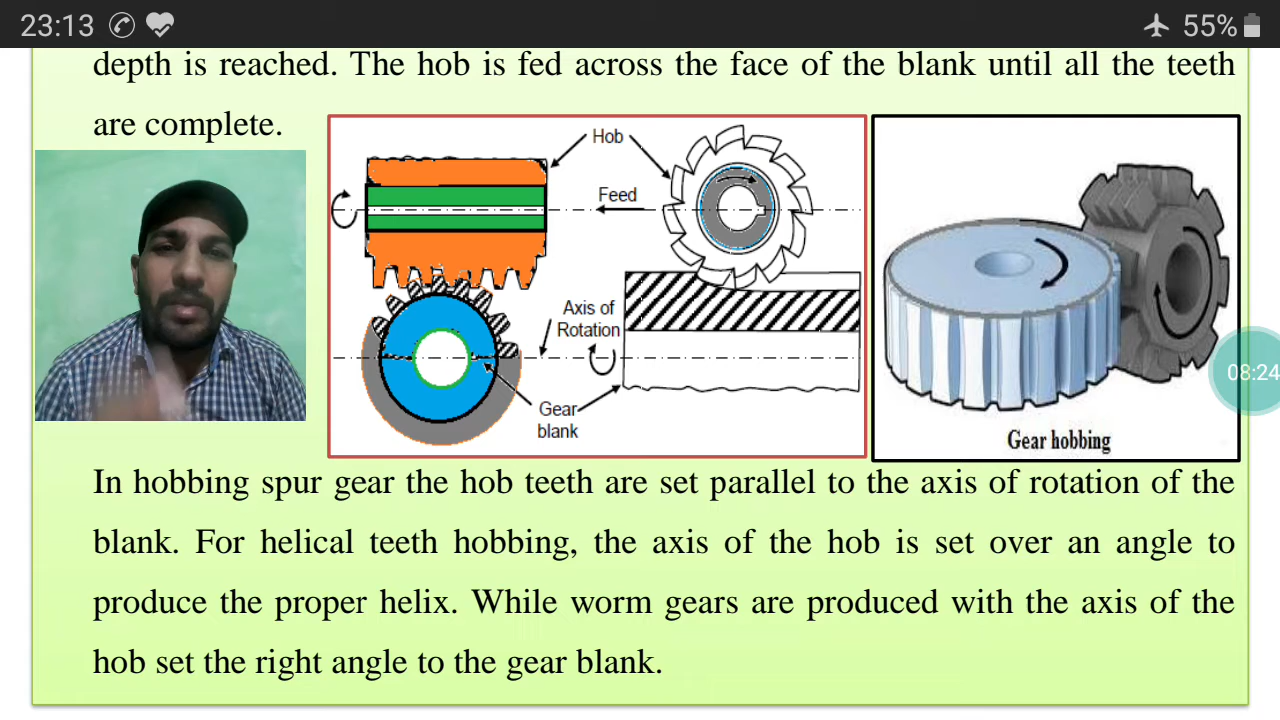 23:13
55%
depth is reached. The hob is fed across the face of the blank until all the teeth
are complete.
Hob
Feed
Axis of
Rotation
Gear
blank
Gear hobbing
08:24
In hobbing spur gear the hob teeth are set parallel to the axis of rotation of the
blank. For helical teeth hobbing, the axis of the hob is set over an angle to
produce the proper helix. While worm gears are produced with the axis of the
hob set the right angle to the gear blank.